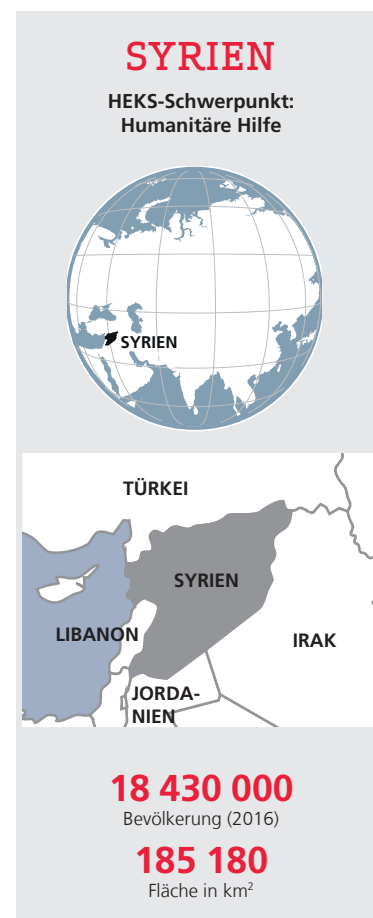 SYRIEN
HEKS-Schwerpunkt:
Humanitäre Hilfe
SYRIEN
TÜRKEI
SYRIEN
LIBANON
IRAK
JORDA-
NIEN
18 430 000
Bevölkerung (2016)
185 180
Fläche in km²